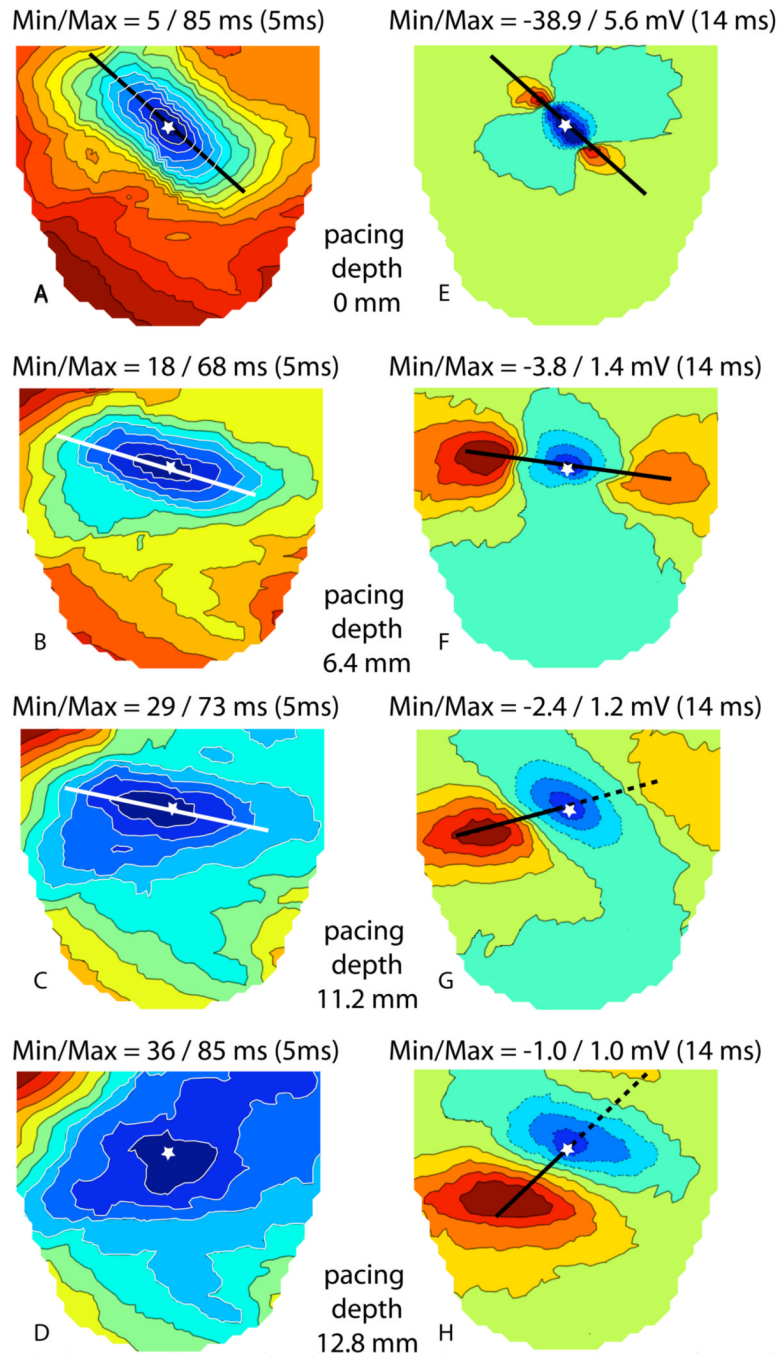 Min/Max = 5 / 85 ms (5ms)
Min/Max = -38.9 / 5.6 mV (14 ms)
A
pacing
depth
0 mm
E
Min/Max = 18 / 68 ms (5ms)
Min/Max = -3.8 / 1.4 mV (14 ms)
B
pacing
depth
6.4 mm
F
Min/Max = 29 / 73 ms (5ms)
Min/Max = -2.4 / 1.2 mV (14 ms)
C
pacing
depth
11.2 mm
G
Min/Max = 36 / 85 ms (5ms)
Min/Max = -1.0 / 1.0 mV (14 ms)
D
pacing
depth
12.8 mm
H